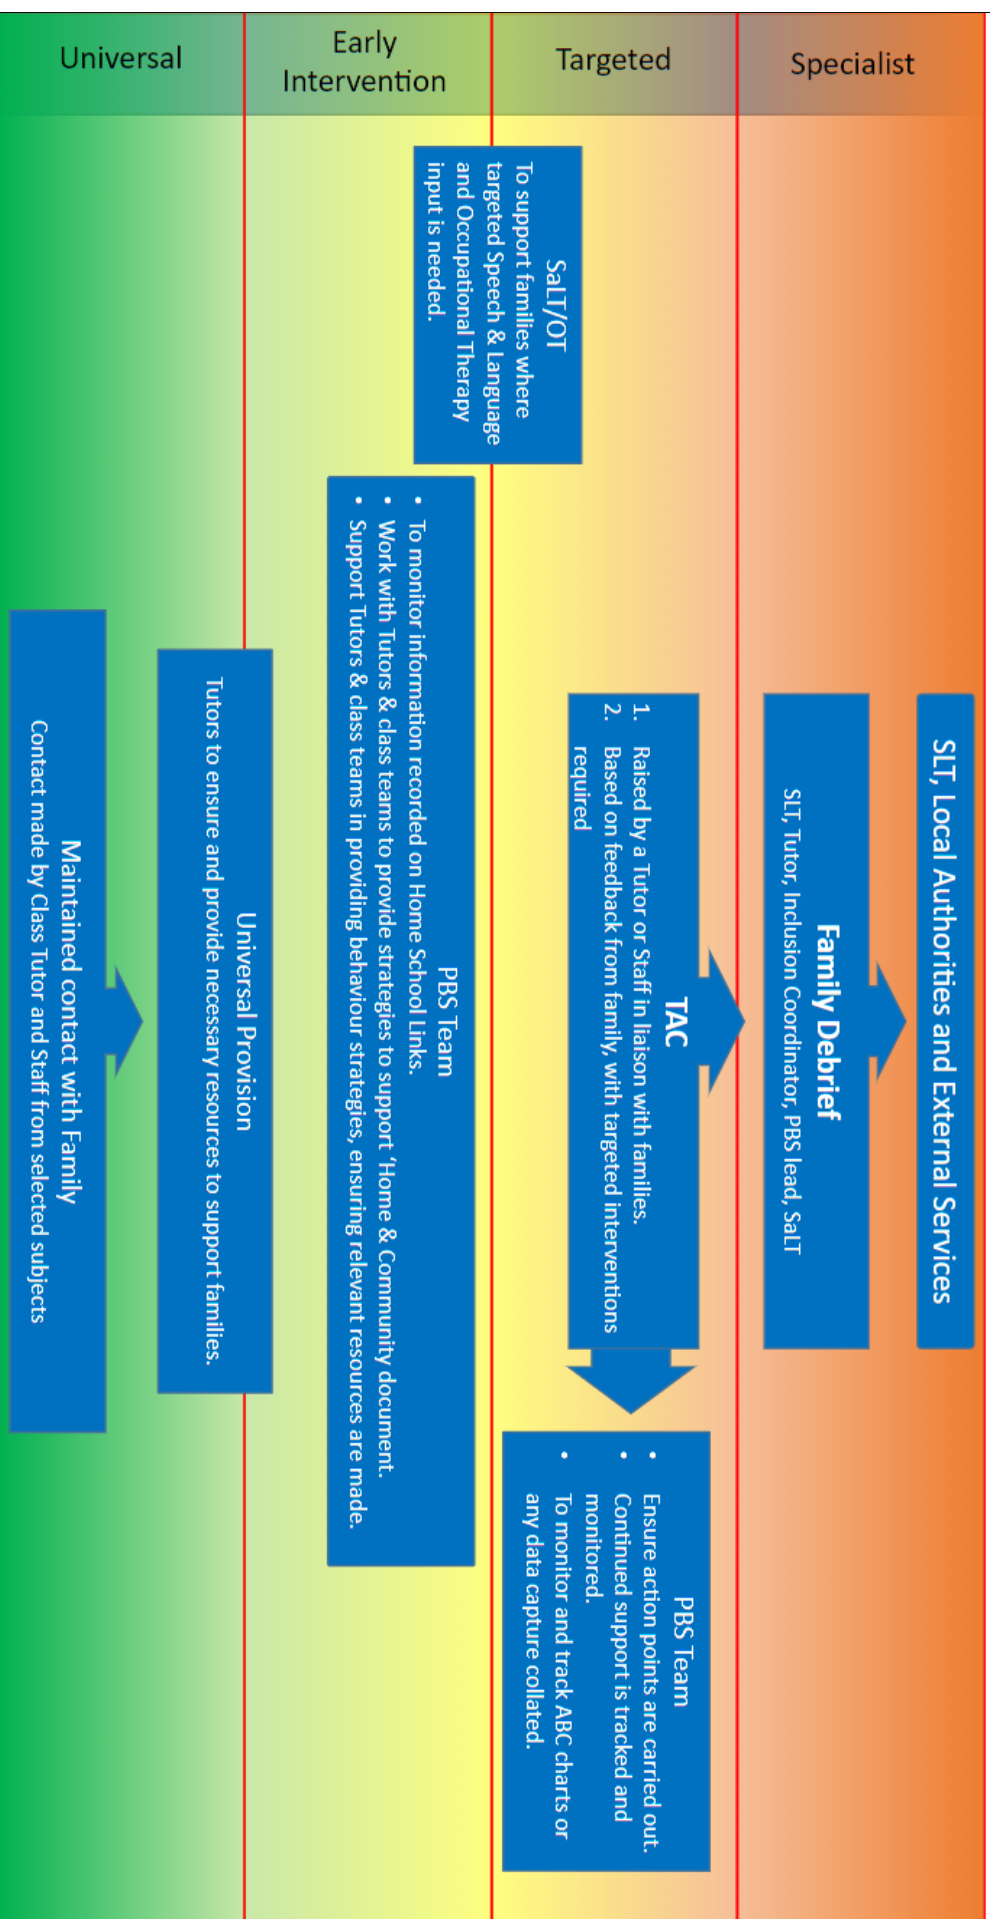 Universal
Early
Intervention
Targeted
Specialist
SLT, Local Authorities and External Services
Family Debrief
SLT, Tutor, Inclusion Coordinator, PBS lead, SaLT
TAC
1. Raised by a Tutor or Staff in liaison with families.
2. Based on feedback from family, with targeted interventions
required
PBS Team
• Ensure action points are carried out.
• Continued support is tracked and
monitored.
• To monitor and track ABC charts or
any data capture collated.
SaLT/OT
To support families where
targeted Speech & Language
and Occupational Therapy
input is needed.
PBS Team
• To monitor information recorded on Home School Links.
• Work with Tutors & class teams to provide strategies to support ‘Home & Community document.
• Support Tutors & class teams in providing behaviour strategies, ensuring relevant resources are made.
Universal Provision
Tutors to ensure and provide necessary resources to support families.
Maintained contact with Family
Contact made by Class Tutor and Staff from selected subjects